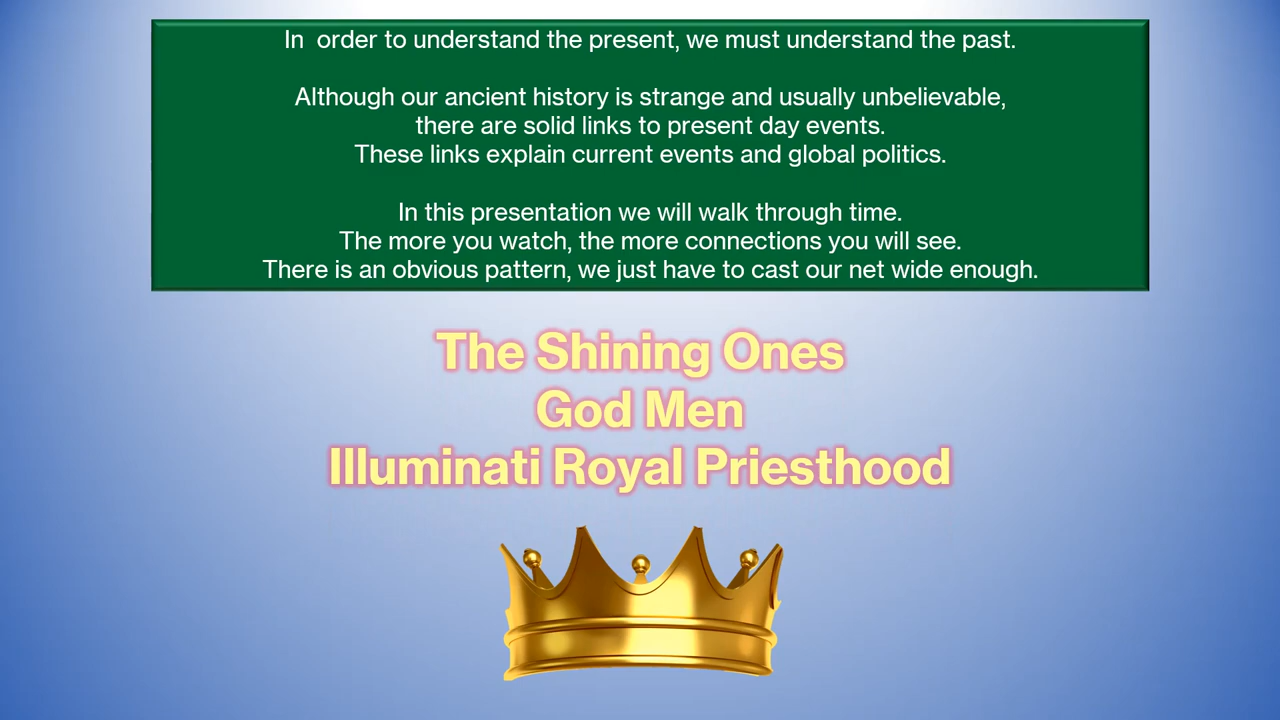 In  order to understand the present, we must understand the past.
Although our ancient history is strange and usually unbelievable,
there are solid links to present day events.
These links explain current events and global politics.
In this presentation we will walk through time.
The more you watch, the more connections you will see.
There is an obvious pattern, we just have to cast our net wide enough.
The Shining Ones
God Men
Illuminati Royal Priesthood